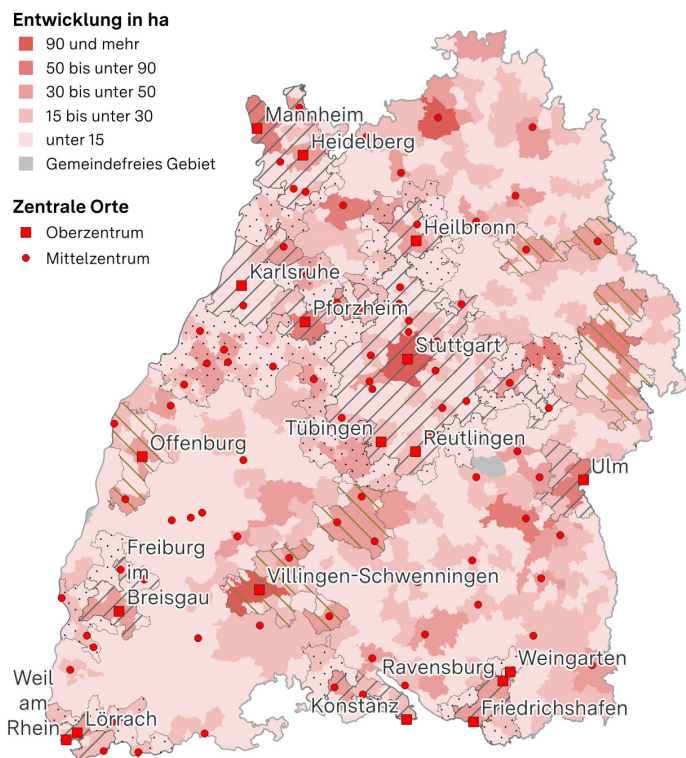 Entwicklung in ha
90 und mehr
50 bis unter 90
30 bis unter 50
15 bis unter 30
unter 15
Gemeindefreies Gebiet
Zentrale Orte
Oberzentrum
Mittelzentrum
Mannheim
Heidelberg
Heilbronn
Karlsruhe
Pforzheim
Stuttgart
Tübingen
Reutlingen
Offenburg
Ulm
Freiburg
im
Breisgau
Villingen-Schwenningen
Weingarten
Ravensburg
Weil
am
Rhein
Lörrach
Konstanz
Friedrichshafen